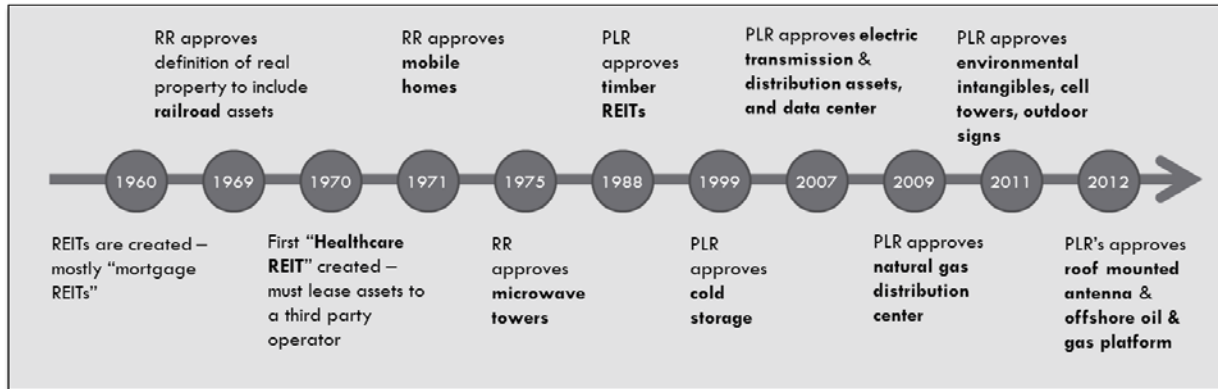 RR approves
definition of real
property to include
railroad assets
RR approves
mobile
homes
PLR
approves
timber
REITs
PLR approves electric
transmission &
distribution assets,
and data center
PLR approves
environmental
intangibles, cell
towers, outdoor
signs
1960
1969
1970
1971
1975
1988
1999
2007
2009
2011
2012
REITs are created –
mostly “mortgage
REITs”
First “Healthcare
REIT” created –
must lease assets to
a third party
operator
RR
approves
microwave
towers
PLR
approves
cold
storage
PLR approves
natural gas
distribution
center
PLR's approves
roof mounted
antenna &
offshore oil &
gas platform